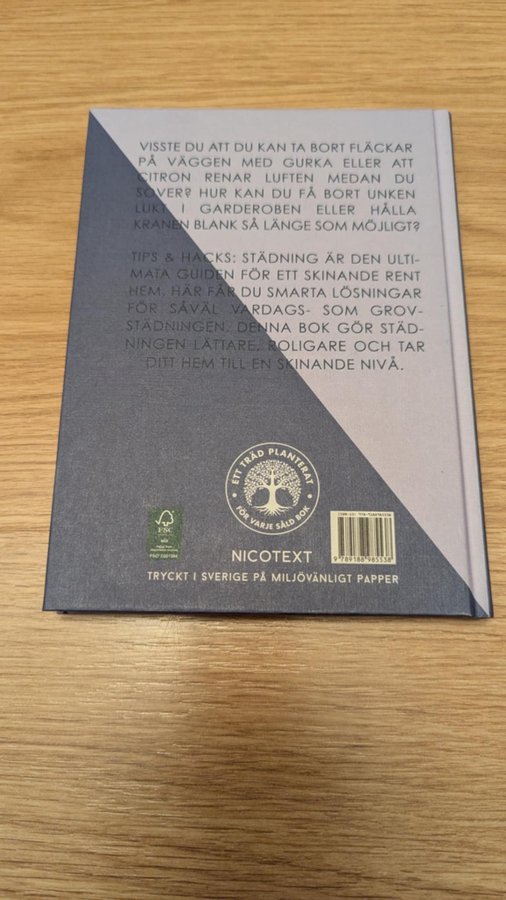 VISSTE DU ATT DU KAN TA BORT FLÄCKAR
PÅ VÄGGEN MED GURKA ELLER ATT
CITRON RENAR LUFTEN MEDAN DU
SOVER? HUR KAN DU FÅ BORT UNKEN
LUKT I GARDEROBEN ELLER HÅLLA
KRANEN BLANK SÅ LÄNGE SOM MÖJLIGT?
TIPS & HACKS: STÄDNING ÄR DEN ULTI-
MATA GUIDEN FÖR ETT SKINANDE RENT
HEM. HÄR FÅR DU SMARTA LÖSNINGAR
FÖR SÅVÄL VARDAGS- SOM GROV-
STÄDNINGEN. DENNA BOK GÖR STÄD-
NINGEN LÄTTARE, ROLIGARE OCH TAR
DITT HEM TILL EN SKINANDE NIVÅ.
ETT TRÄD PLANTERAT
FÖR VARJE SÅLD BOK
FSC
NICOTEXT
TRYCKT I SVERIGE PÅ MILJÖVÄNLIGT PAPPER
9 789188 985538